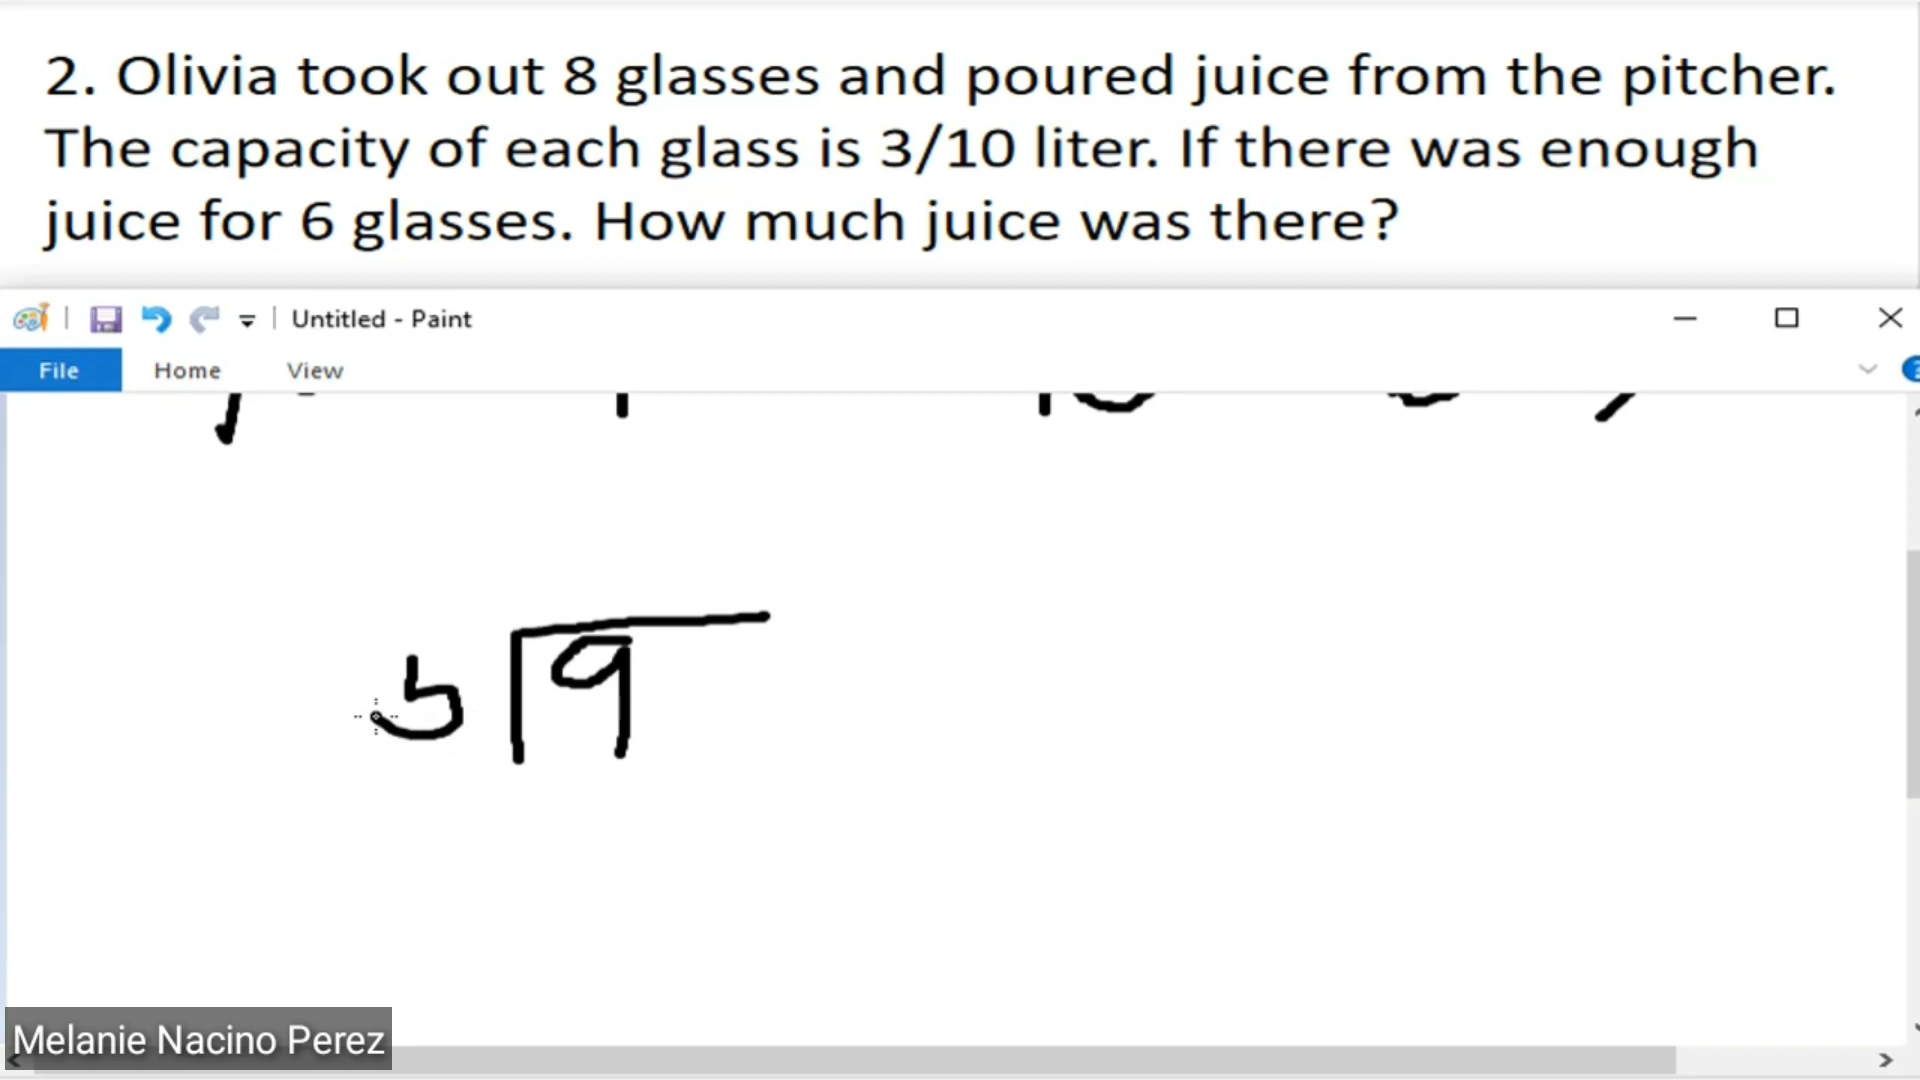 2. Olivia took out 8 glasses and poured juice from the pitcher.
The capacity of each glass is 3/10 liter. If there was enough
juice for 6 glasses. How much juice was there?
Untitled - Paint
File Home View
5 9
Melanie Nacino Perez